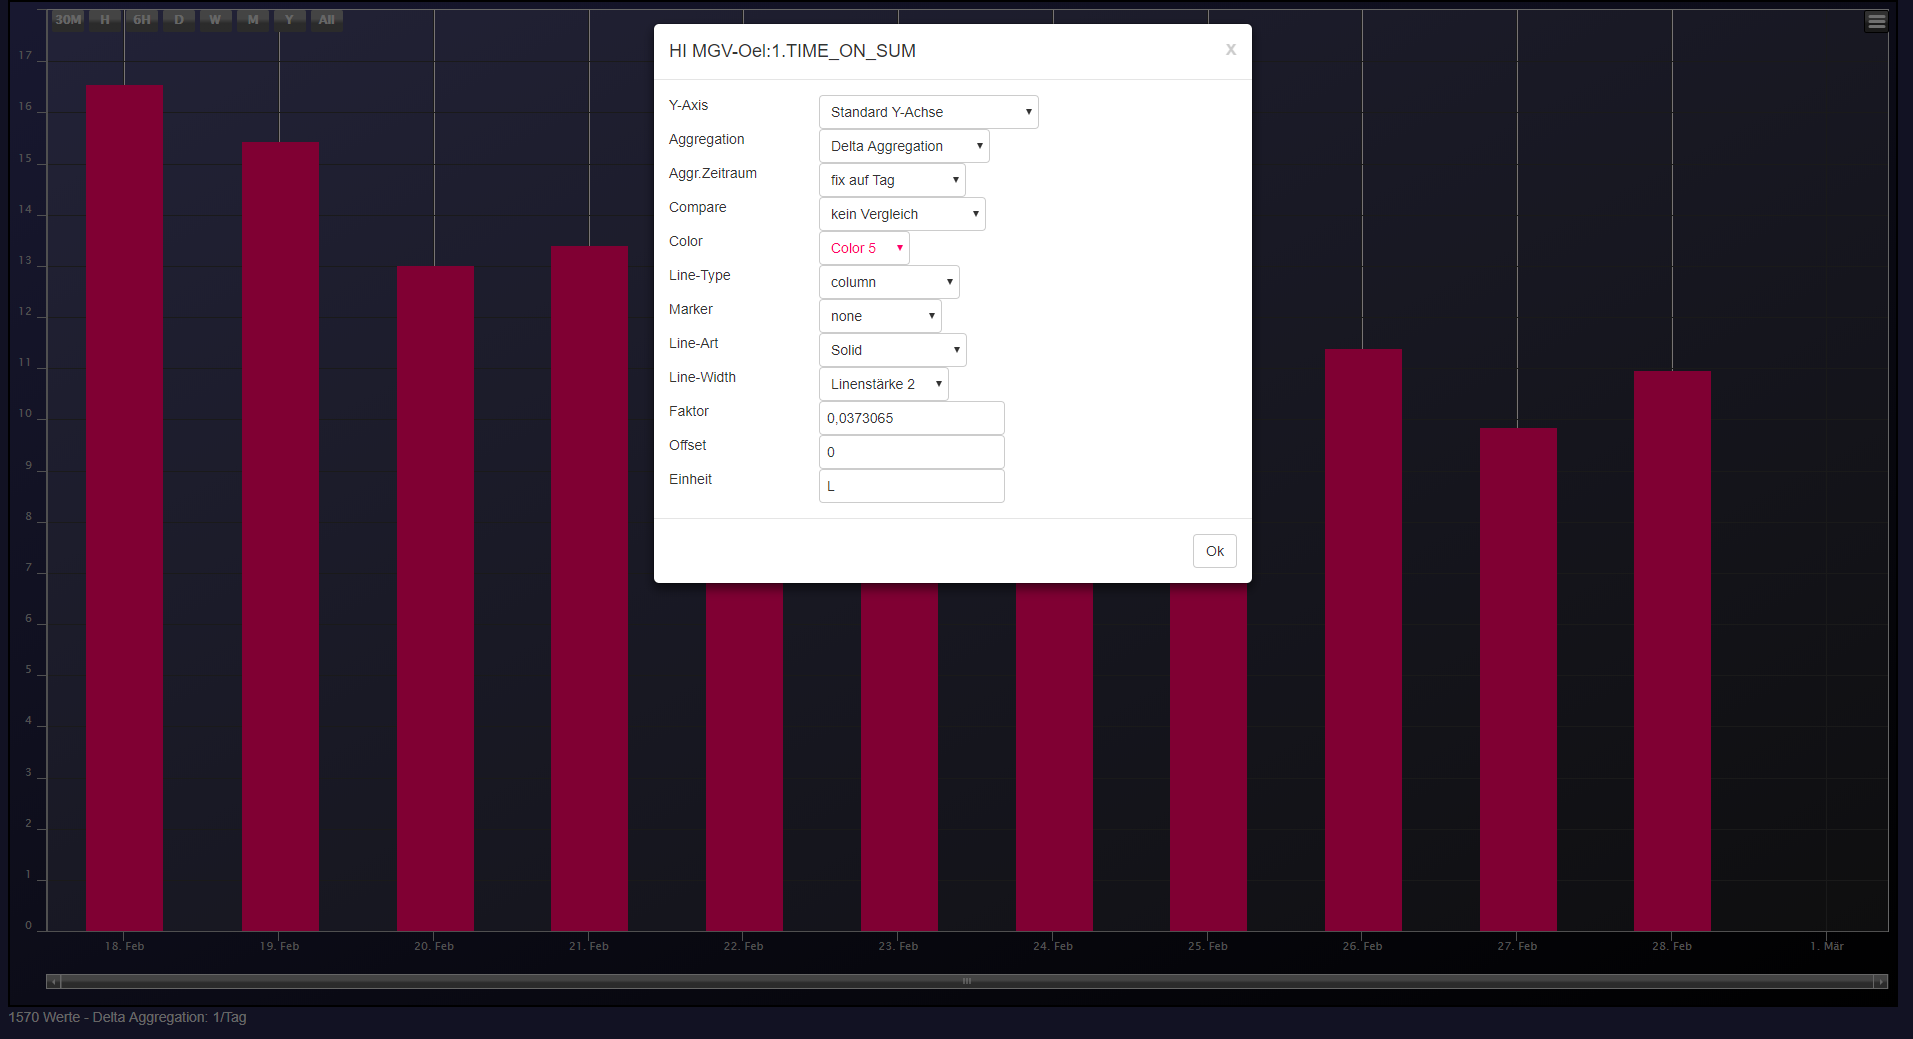 30M H 6H D W M Y All
HI MGV-Oel:1.TIME_ON_SUM
x
Y-Axis Standard Y-Achse
Aggregation Delta Aggregation
Aggr.Zeitraum fix auf Tag
Compare kein Vergleich
Color Color 5
Line-Type column
Marker none
Line-Art Solid
Line-Width Linenstärke 2
Faktor 0,0373065
Offset 0
Einheit L
Ok
17
16
15
14
13
12
11
10
9
8
7
6
5
4
3
2
1
0
18. Feb 19. Feb 20. Feb 21. Feb 22. Feb 23. Feb 24. Feb 25. Feb 26. Feb 27. Feb 28. Feb 1. Mär
1570 Werte - Delta Aggregation: 1/Tag